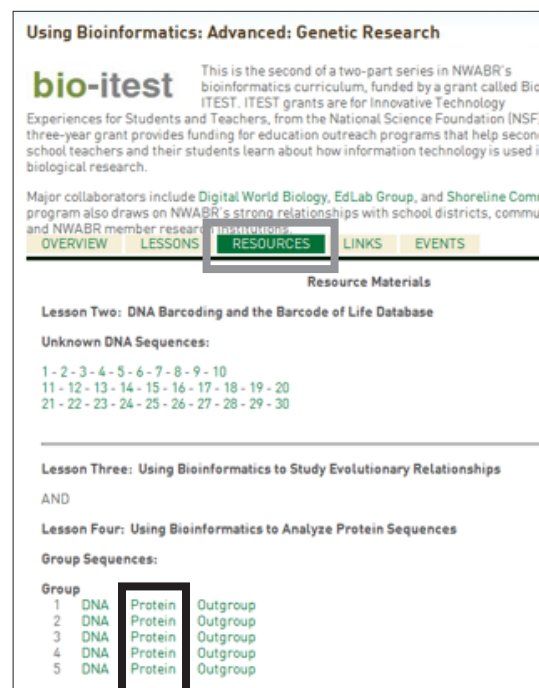 Using Bioinformatics: Advanced: Genetic Research
bio-itest
This is the second of a two-part series in NWABR's
bioinformatics curriculum, funded by a grant called Bio
ITEST. ITEST grants are for Innovative Technology
Experiences for Students and Teachers, from the National Science Foundation (NSF)
three-year grant provides funding for education outreach programs that help secon
school teachers and their students learn about how information technology is used i
biological research.
Major collaborators include Digital World Biology, EdLab Group, and Shoreline Com
program also draws on NWABR's strong relationships with school districts, commu
and NWABR member research institutions.
OVERVIEW LESSONS RESOURCES LINKS EVENTS
Resource Materials
Lesson Two: DNA Barcoding and the Barcode of Life Database
Unknown DNA Sequences:
1 - 2 - 3 - 4 - 5 - 6 - 7 - 8 - 9 - 10
11 - 12 - 13 - 14 - 15 - 16 - 17 - 18 - 19 - 20
21 - 22 - 23 - 24 - 25 - 26 - 27 - 28 - 29 - 30
Lesson Three: Using Bioinformatics to Study Evolutionary Relationships
AND
Lesson Four: Using Bioinformatics to Analyze Protein Sequences
Group Sequences:
Group
1 DNA Protein Outgroup
2 DNA Protein Outgroup
3 DNA Protein Outgroup
4 DNA Protein Outgroup
5 DNA Protein Outgroup